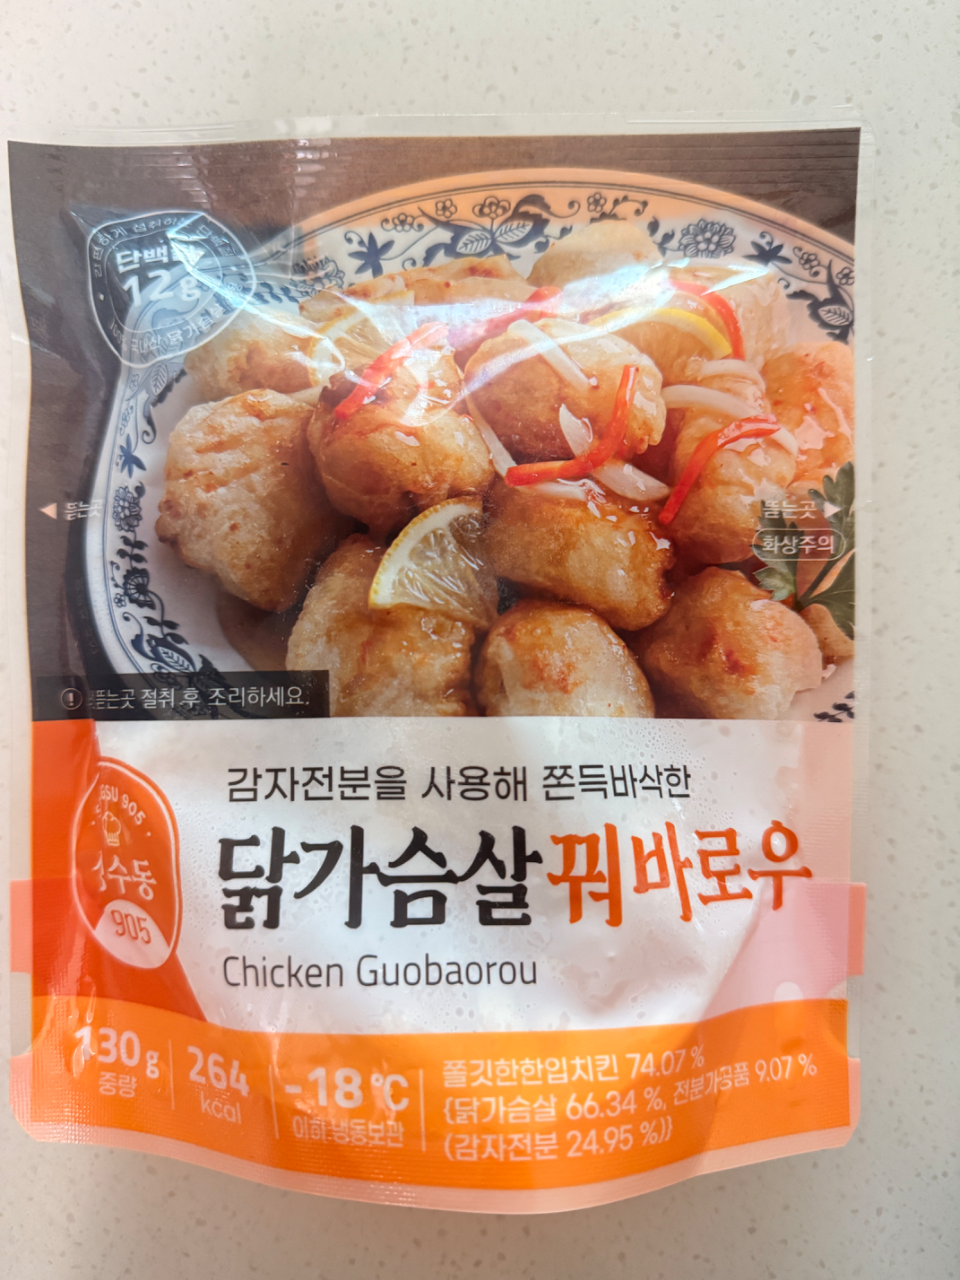 단백질
12g
◀ 뜯는곳
뜯는곳 ▶
화상주의
! 뜯는곳 절취 후 조리하세요.
감자전분을 사용해 쫀득바삭한
닭가슴살 꿔바로우
Chicken Guobaorou
905
수동
905
130g
중량
264
kcal
-18℃
이하 냉동보관
쫄깃한한입치킨 74.07 %
{닭가슴살 66.34 %, 전분가공품 9.07 %
(감자전분 24.95 %)}